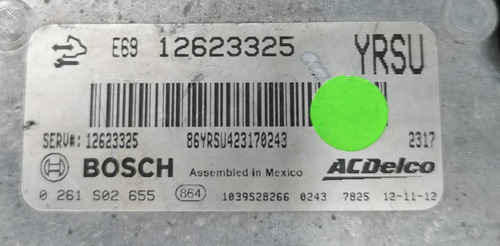 E69 12623325 YRSU
SERV#: 12623325 86YRSU423170243 2317
BOSCH Assembled in Mexico ACDelco
0 261 S02 655 864 1039S28266 0243 7825 12-11-12